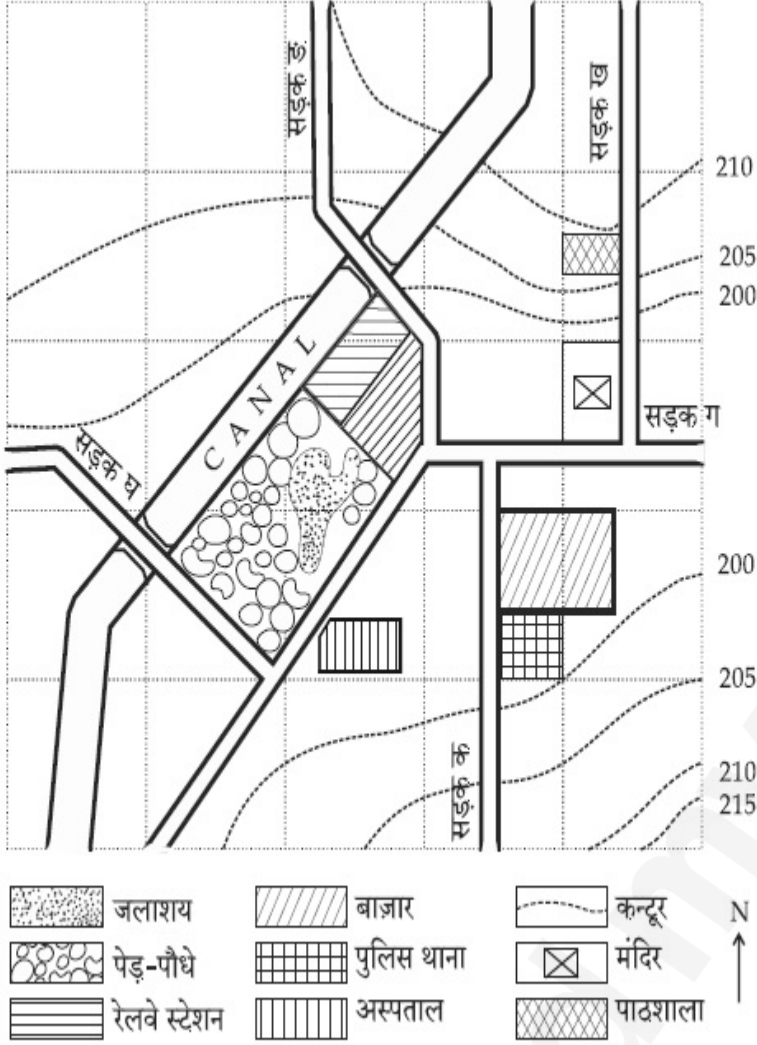 सड़क ङ
सड़क ख
210
205
200
CANAL
सड़क ग
सड़क घ
200
205
सड़क क
210
215
जलाशय
बाज़ार
कन्टूर
N
पेड़-पौधे
पुलिस थाना
मंदिर
रेलवे स्टेशन
अस्पताल
पाठशाला